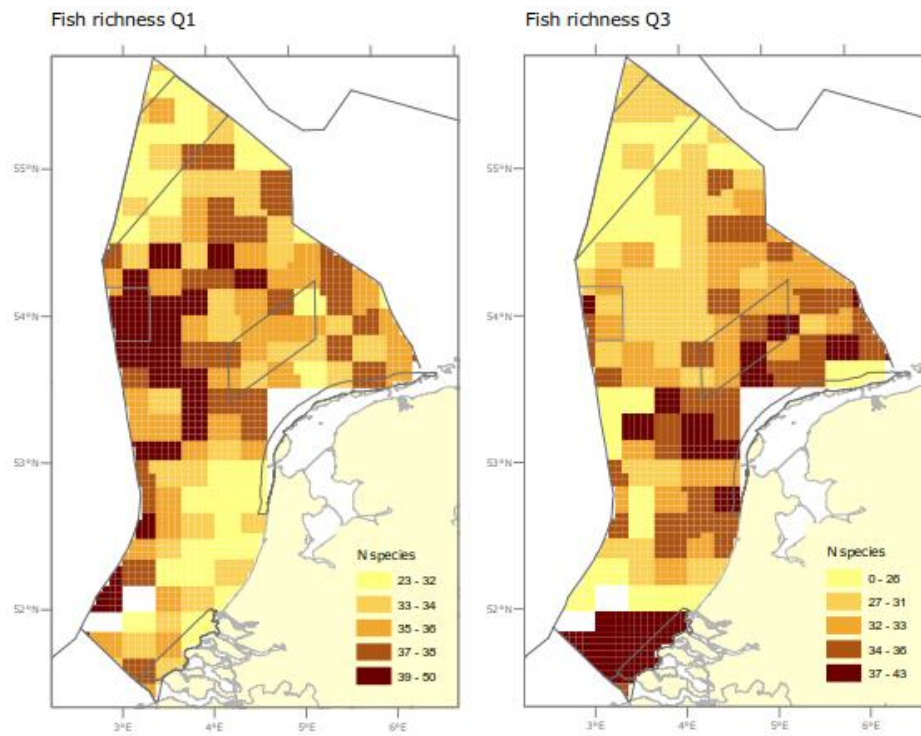 Fish richness Q1
Fish richness Q3
55°N
54°N
53°N
52°N
N species
23 - 32
33 - 34
35 - 36
37 - 38
39 - 50
3°E
4°E
5°E
6°E
55°N
54°N
53°N
52°N
N species
0 - 26
27 - 31
32 - 33
34 - 36
37 - 43
3°E
4°E
5°E
6°E